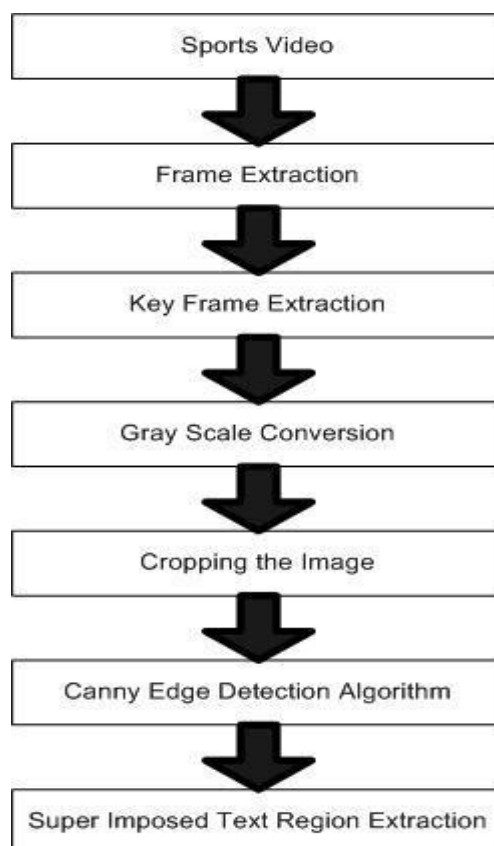 Sports Video
Frame Extraction
Key Frame Extraction
Gray Scale Conversion
Cropping the Image
Canny Edge Detection Algorithm
Super Imposed Text Region Extraction